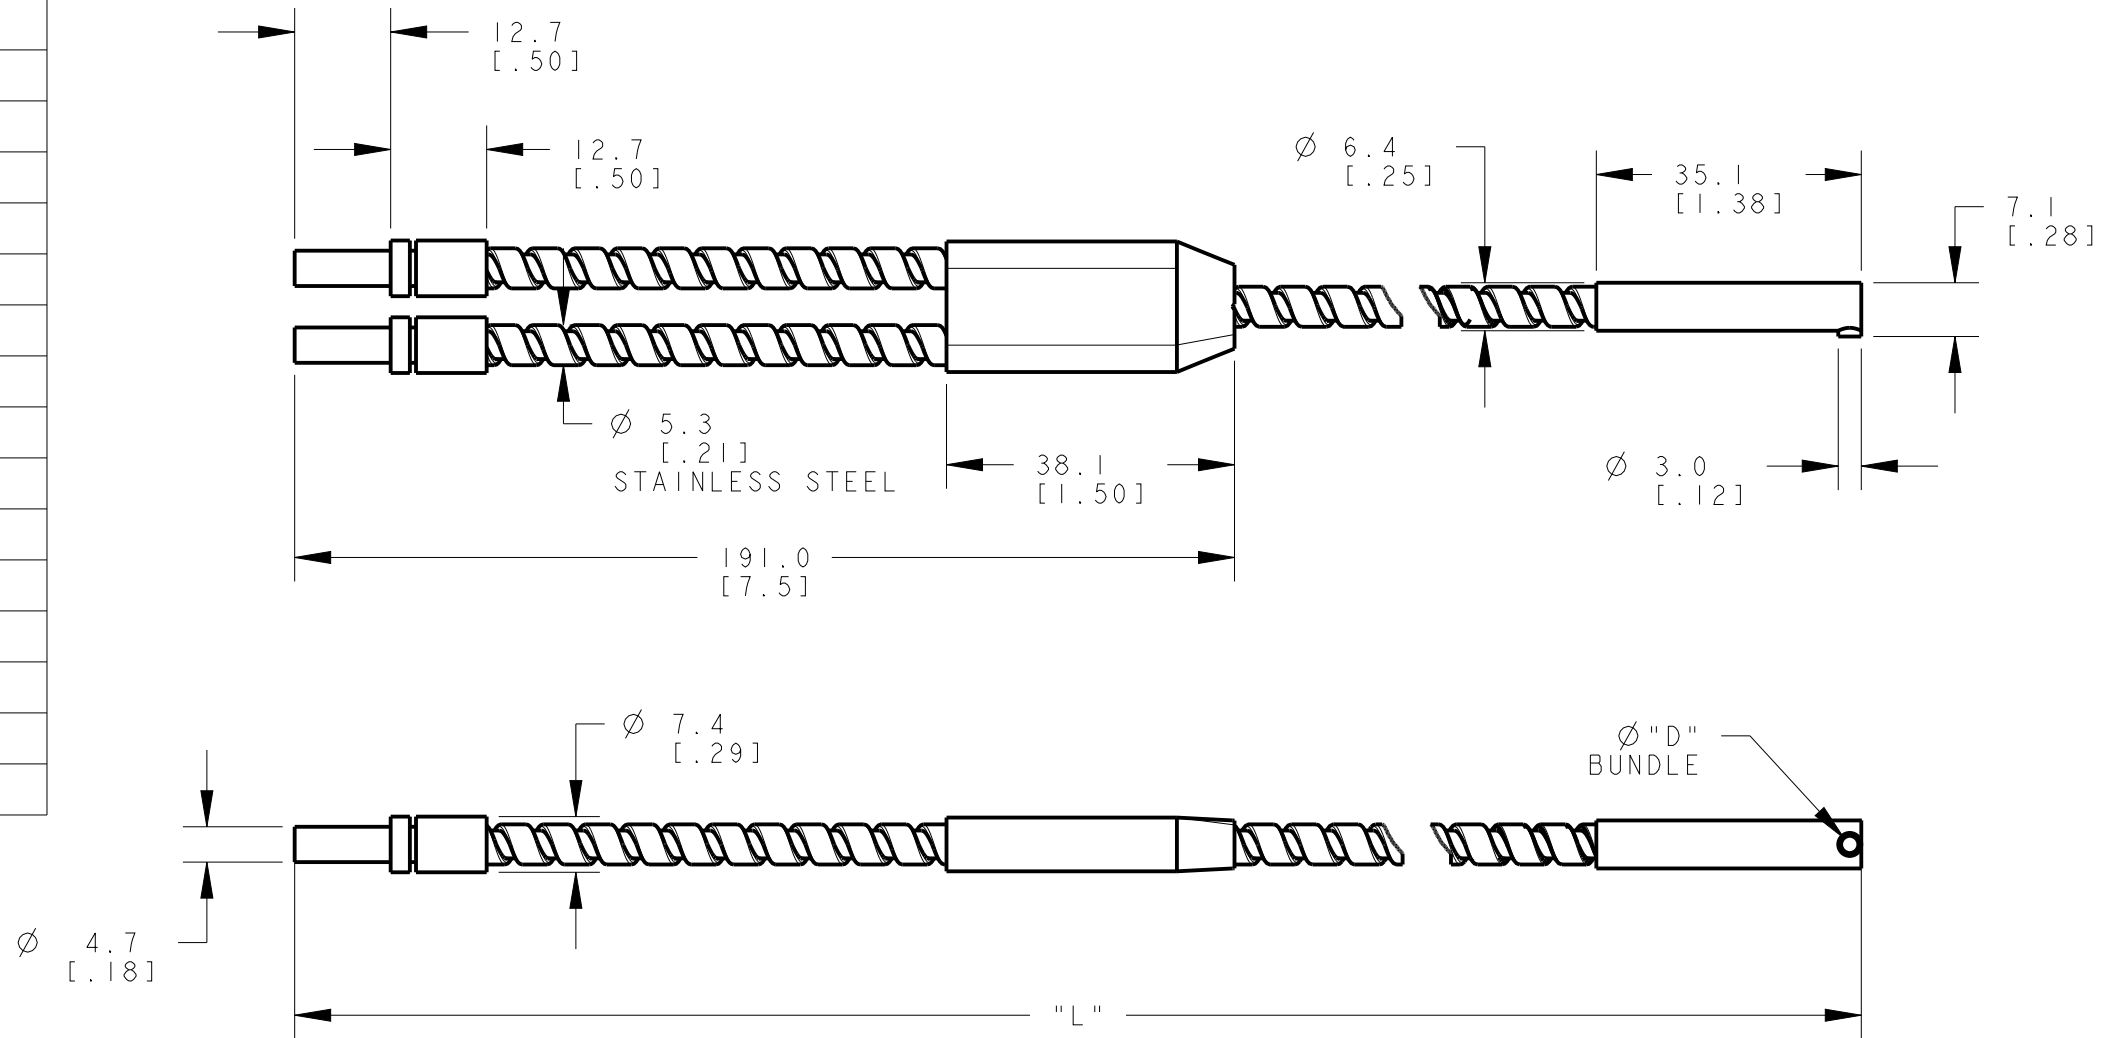 12.7
[.50]
12.7
[.50]
Ø 6.4
[.25]
35.1
[1.38]
7.1
[.28]
Ø 5.3
[.21]
STAINLESS STEEL
38.1
[1.50]
Ø 3.0
[.12]
191.0
[7.5]
Ø 7.4
[.29]
Ø"D"
BUNDLE
Ø 4.7
[.18]
"L"